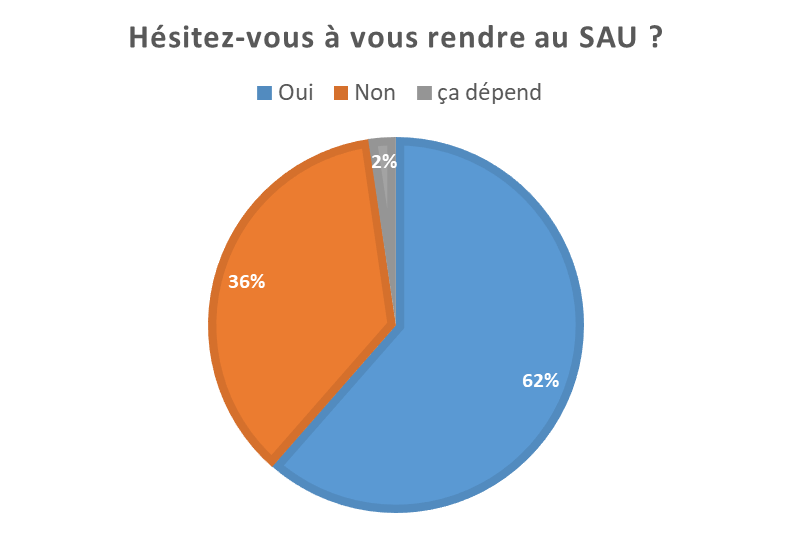 Hésitez-vous à vous rendre au SAU ?
Oui Non ça dépend
2%
36%
62%